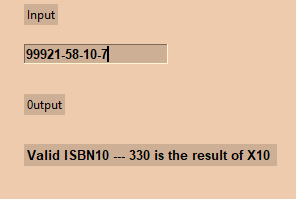 Input
99921-58-10-7
Output
Valid ISBN10 --- 330 is the result of X10